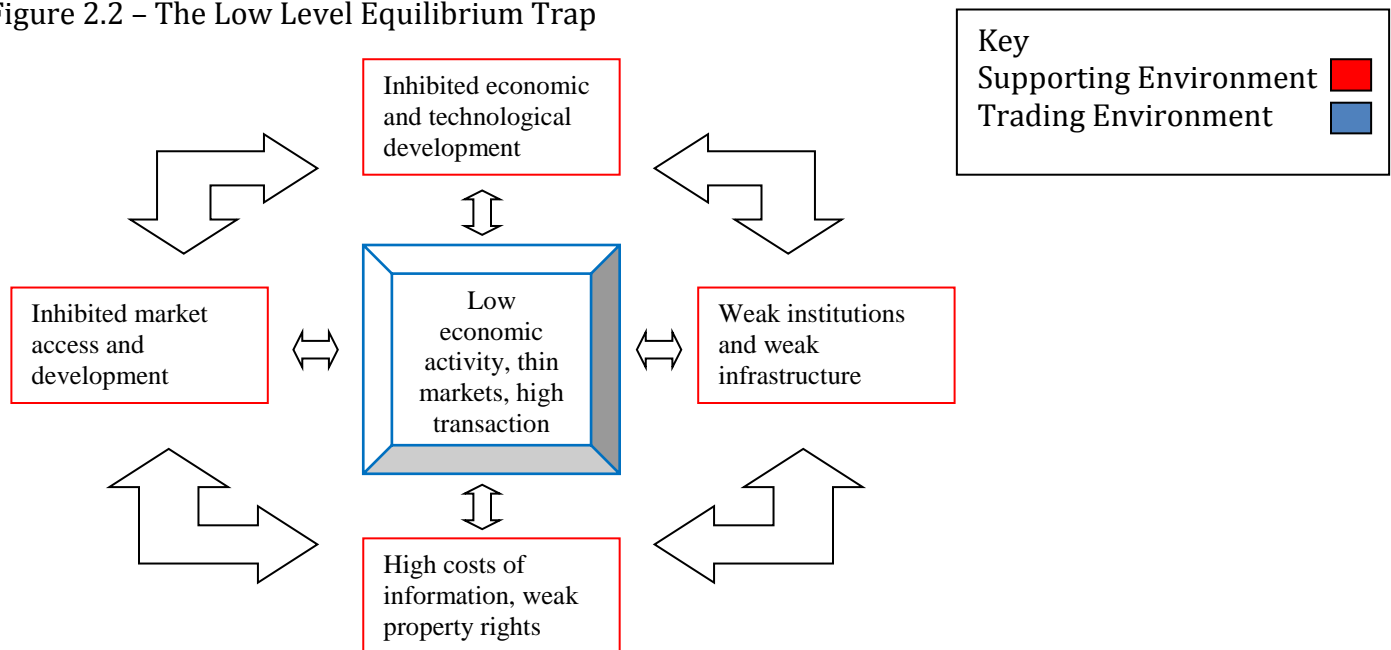 Figure 2.2 – The Low Level Equilibrium Trap
Key
Supporting Environment
Trading Environment
Inhibited economic
and technological
development
Inhibited market
access and
development
Low
economic
activity, thin
markets, high
transaction
Weak institutions
and weak
infrastructure
High costs of
information, weak
property rights